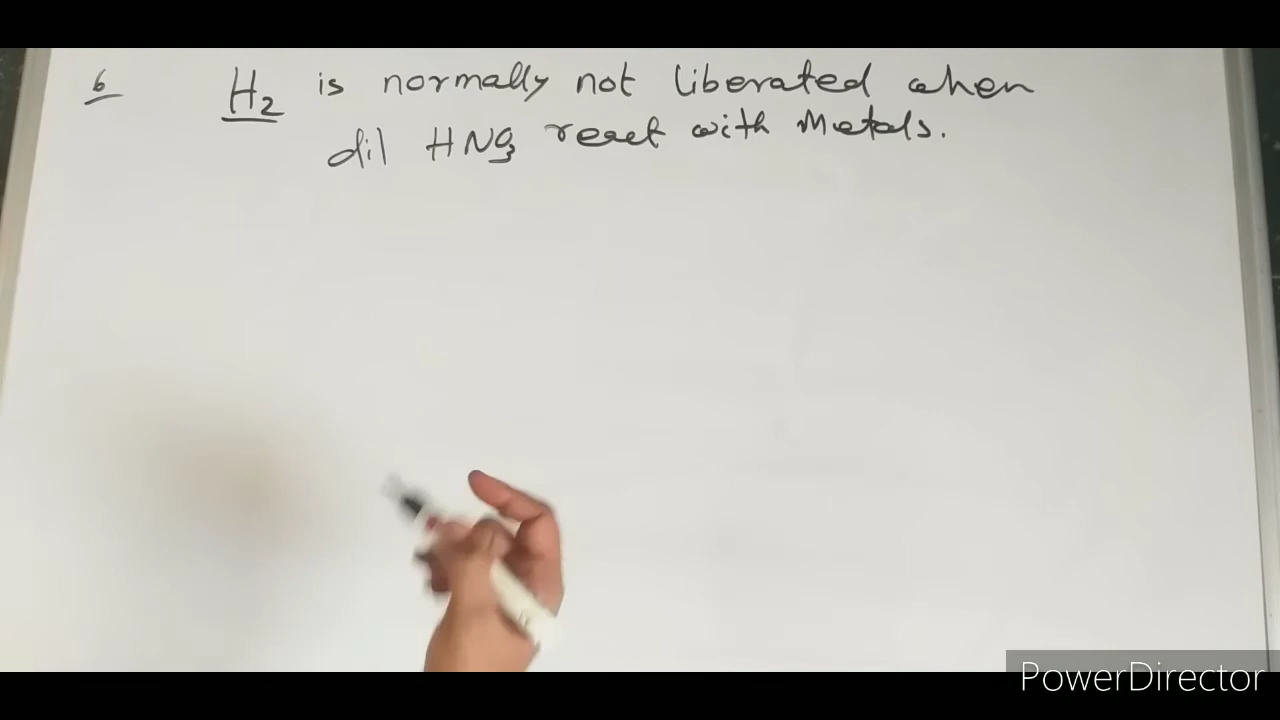 6 H2 is normally not liberated when
dil HNO3 react with Metals.
PowerDirector